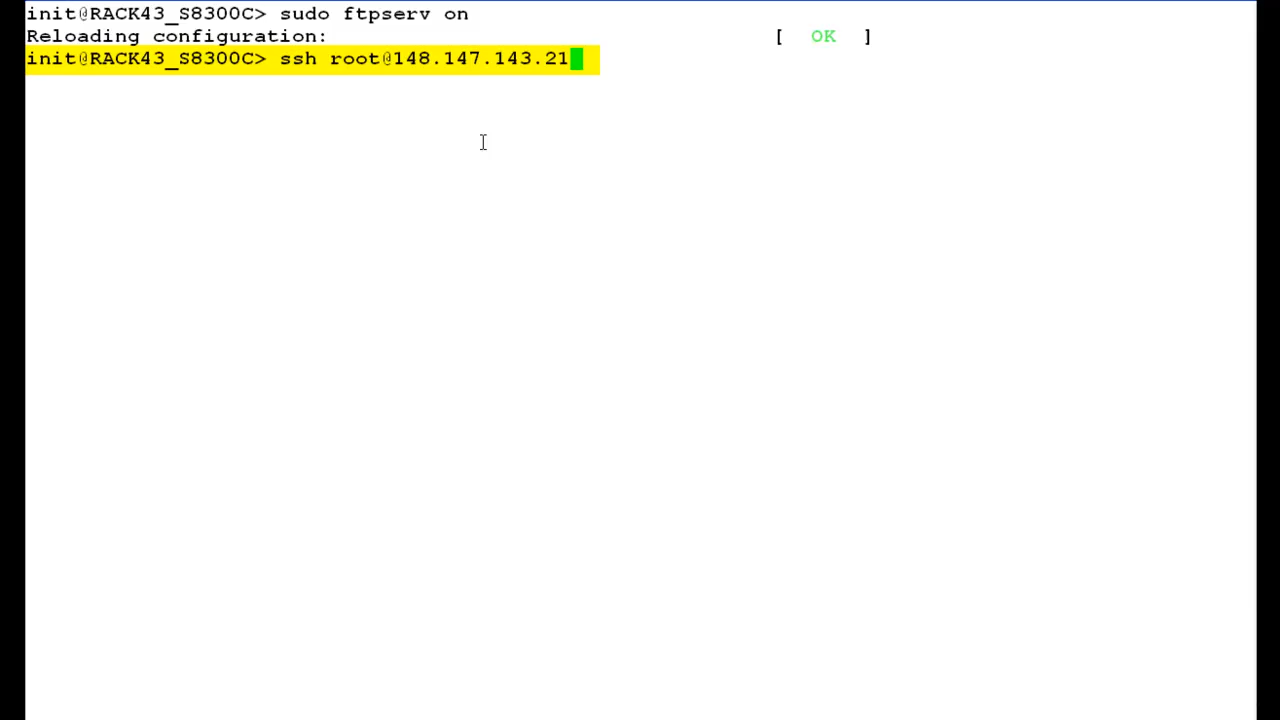 init@RACK43_S8300C> sudo ftpserv on
Reloading configuration: [ OK ]
init@RACK43_S8300C> ssh root@148.147.143.21